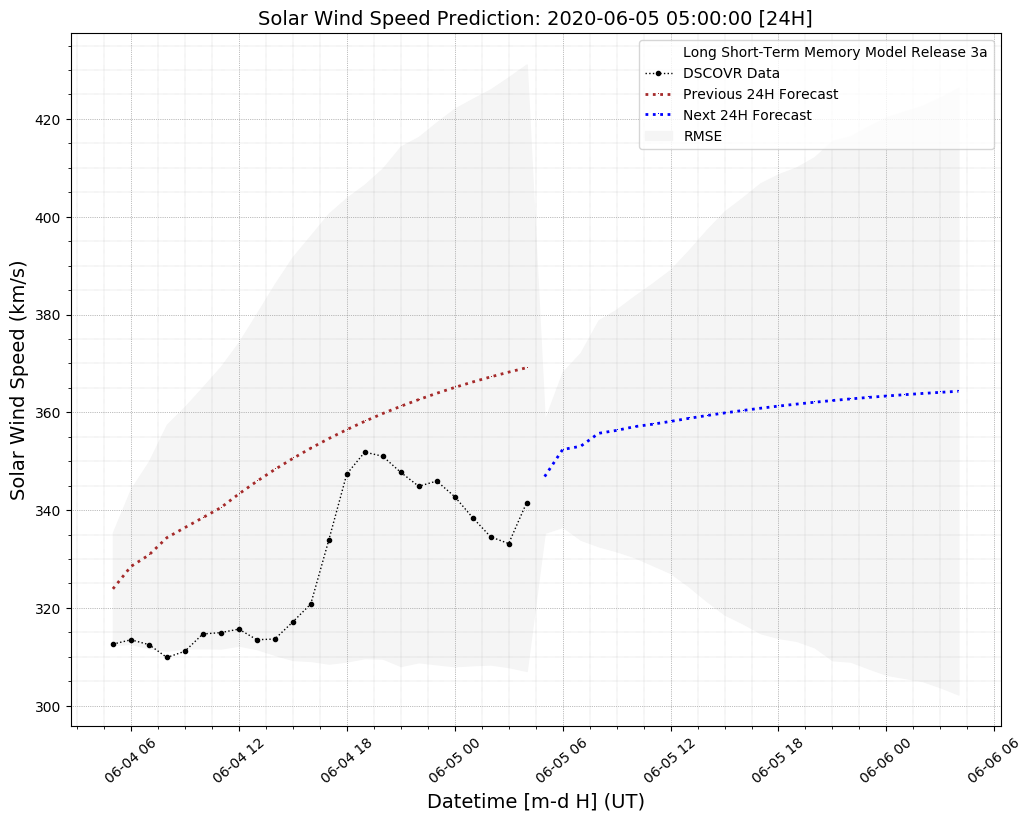 Solar Wind Speed Prediction: 2020-06-05 05:00:00 [24H]
Long Short-Term Memory Model Release 3a
DSCOVR Data
Previous 24H Forecast
Next 24H Forecast
RMSE
Solar Wind Speed (km/s)
420
400
380
360
340
320
300
06-04 06
06-04 12
06-04 18
06-05 00
06-05 06
06-05 12
06-05 18
06-06 00
06-06 06
Datetime [m-d H] (UT)